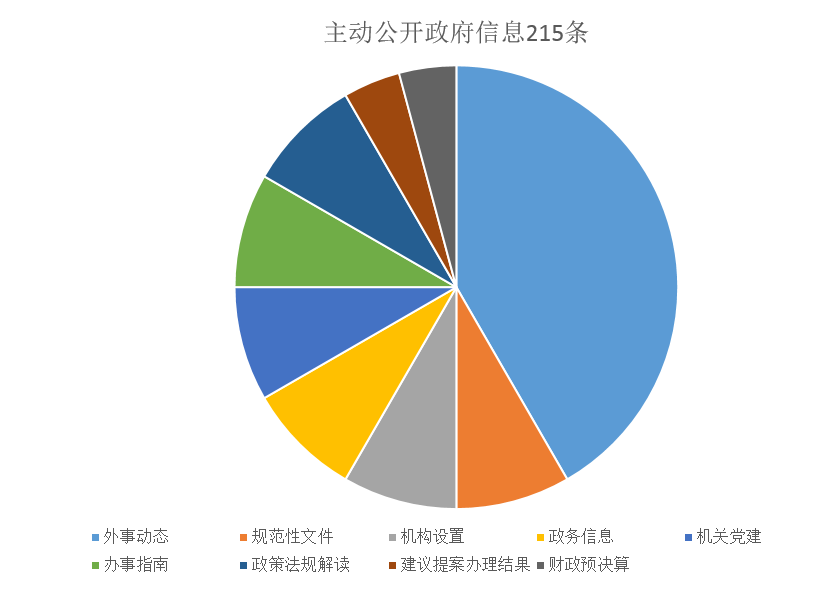 主动公开政府信息215条
外事动态 规范性文件 机构设置 政务信息 机关党建
办事指南 政策法规解读 建议提案办理结果 财政预决算